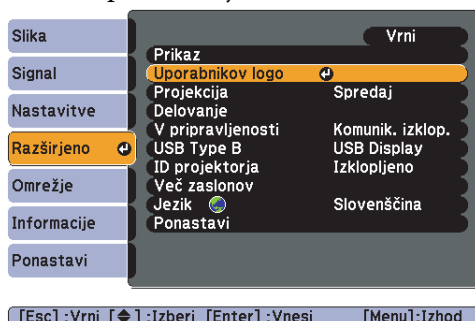 Slika
Signal
Nastavitve
Razširjeno
Omrežje
Informacije
Ponastavi
Vrni
Prikaz
Uporabnikov logo
Projekcija Spredaj
Delovanje
V pripravljenosti Komunik. izklop.
USB Type B USB Display
ID projektorja Izklopljeno
Več zaslonov
Jezik Slovenščina
Ponastavi
[Esc] :Vrni [◆] :Izberi [Enter] :Vnesi [Menu]:Izhod